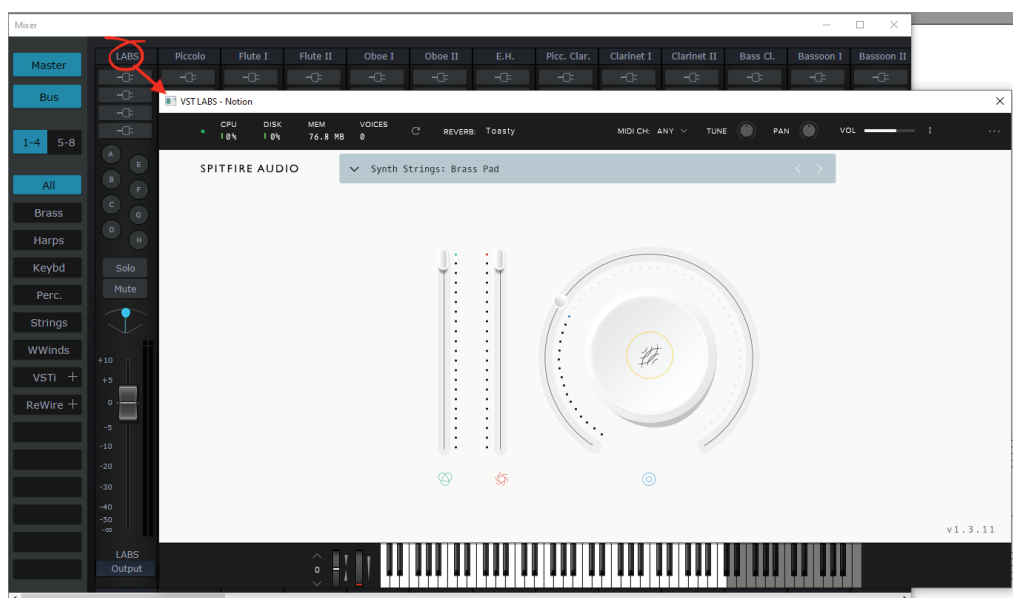 Mixer
Master
Bus
1-4 5-8
All
Brass
Harps
Keybd
Perc.
Strings
WWinds
VSTi +
ReWire +
LABS Piccolo Flute I Flute II Oboe I Oboe II E.H. Picc. Clar. Clarinet I Clarinet II Bass Cl. Bassoon I Bassoon II
A
E
B
F
C
G
D
H
Solo
Mute
+10
+5
0
-5
-10
-20
-30
-40
-50
-∞
LABS
Output
VST LABS - Notion
CPU DISK MEM VOICES
0% 0% 76.8 MB 0
REVERB: Toasty
MIDI CH: ANY TUNE PAN VOL
SPITFIRE AUDIO
Synth Strings: Brass Pad
v1.3.11
0